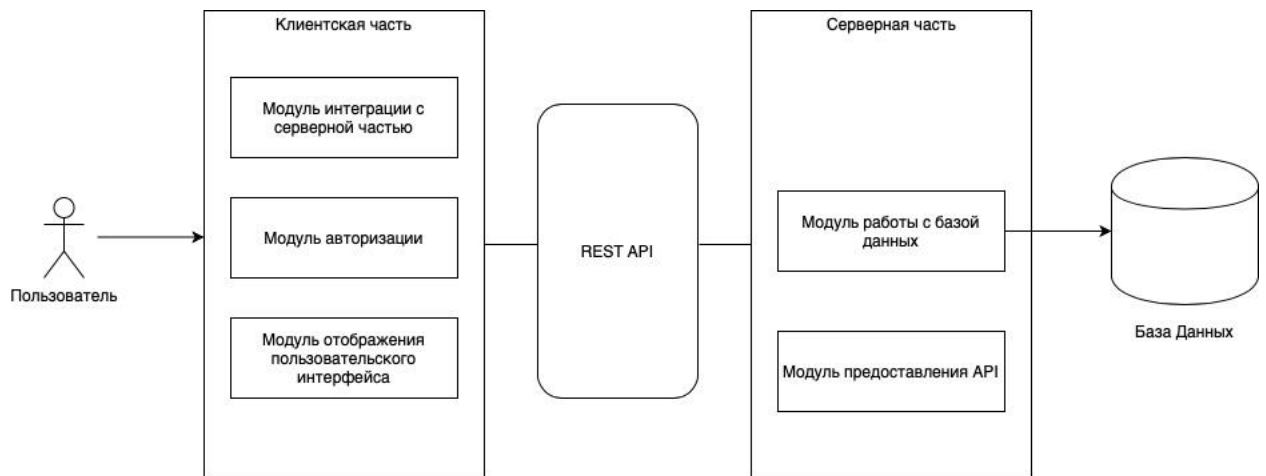 Клиентская часть
Модуль интеграции с
серверной частью
Модуль авторизации
Модуль отображения
пользовательского
интерфейса
Пользователь
REST API
Серверная часть
Модуль работы с базой
данных
Модуль предоставления API
База Данных